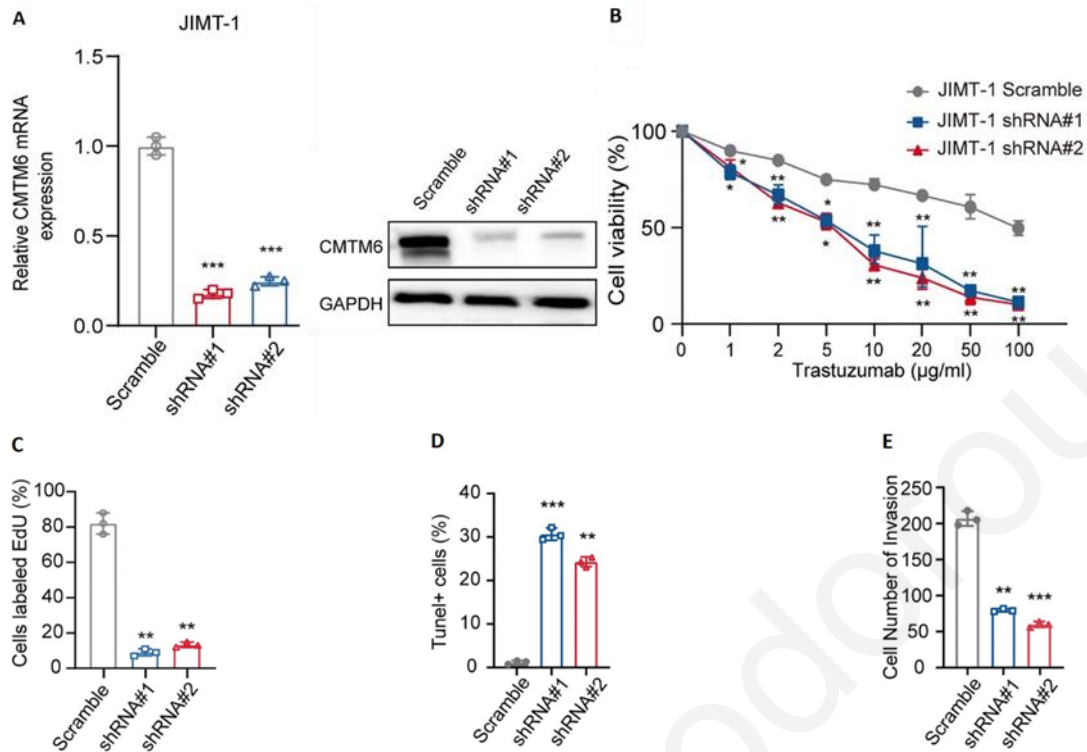 A
JIMT-1
Relative CMTM6 mRNA
expression
1.5
1.0
0.5
0.0
***
***
Scramble
shRNA#1
shRNA#2
Scramble
shRNA#1
shRNA#2
CMTM6
GAPDH
B
JIMT-1 Scramble
JIMT-1 shRNA#1
JIMT-1 shRNA#2
Cell viability (%)
100
50
0
*
*
**
**
*
*
**
**
**
**
**
**
**
**
0
1
2
5
10
20
50
100
Trastuzumab (µg/ml)
C
Cells labeled EdU (%)
80
60
40
20
0
**
**
Scramble
shRNA#1
shRNA#2
D
Tunel+ cells (%)
40
30
20
10
0
***
**
Scramble
shRNA#1
shRNA#2
E
Cell Number of Invasion
250
200
150
100
50
0
**
***
Scramble
shRNA#1
shRNA#2